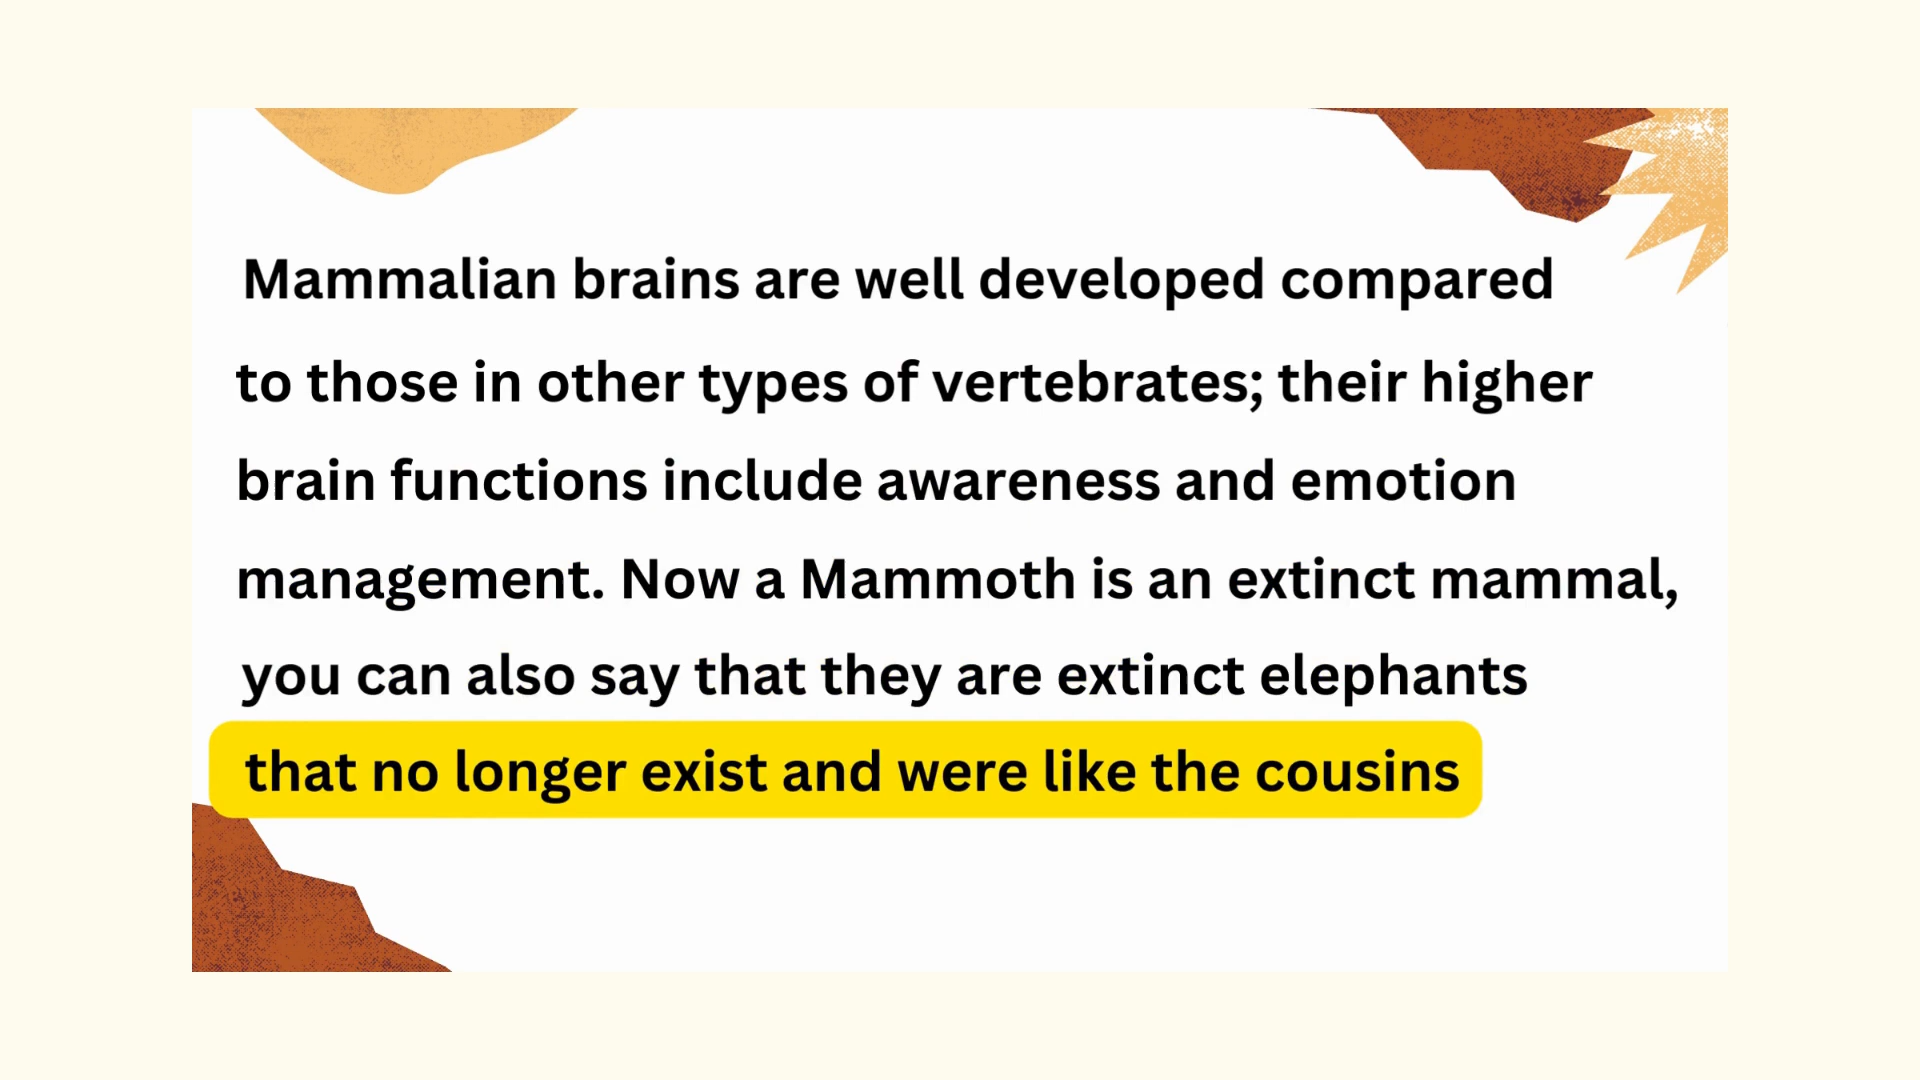 Mammalian brains are well developed compared
to those in other types of vertebrates; their higher
brain functions include awareness and emotion
management. Now a Mammoth is an extinct mammal,
you can also say that they are extinct elephants
that no longer exist and were like the cousins